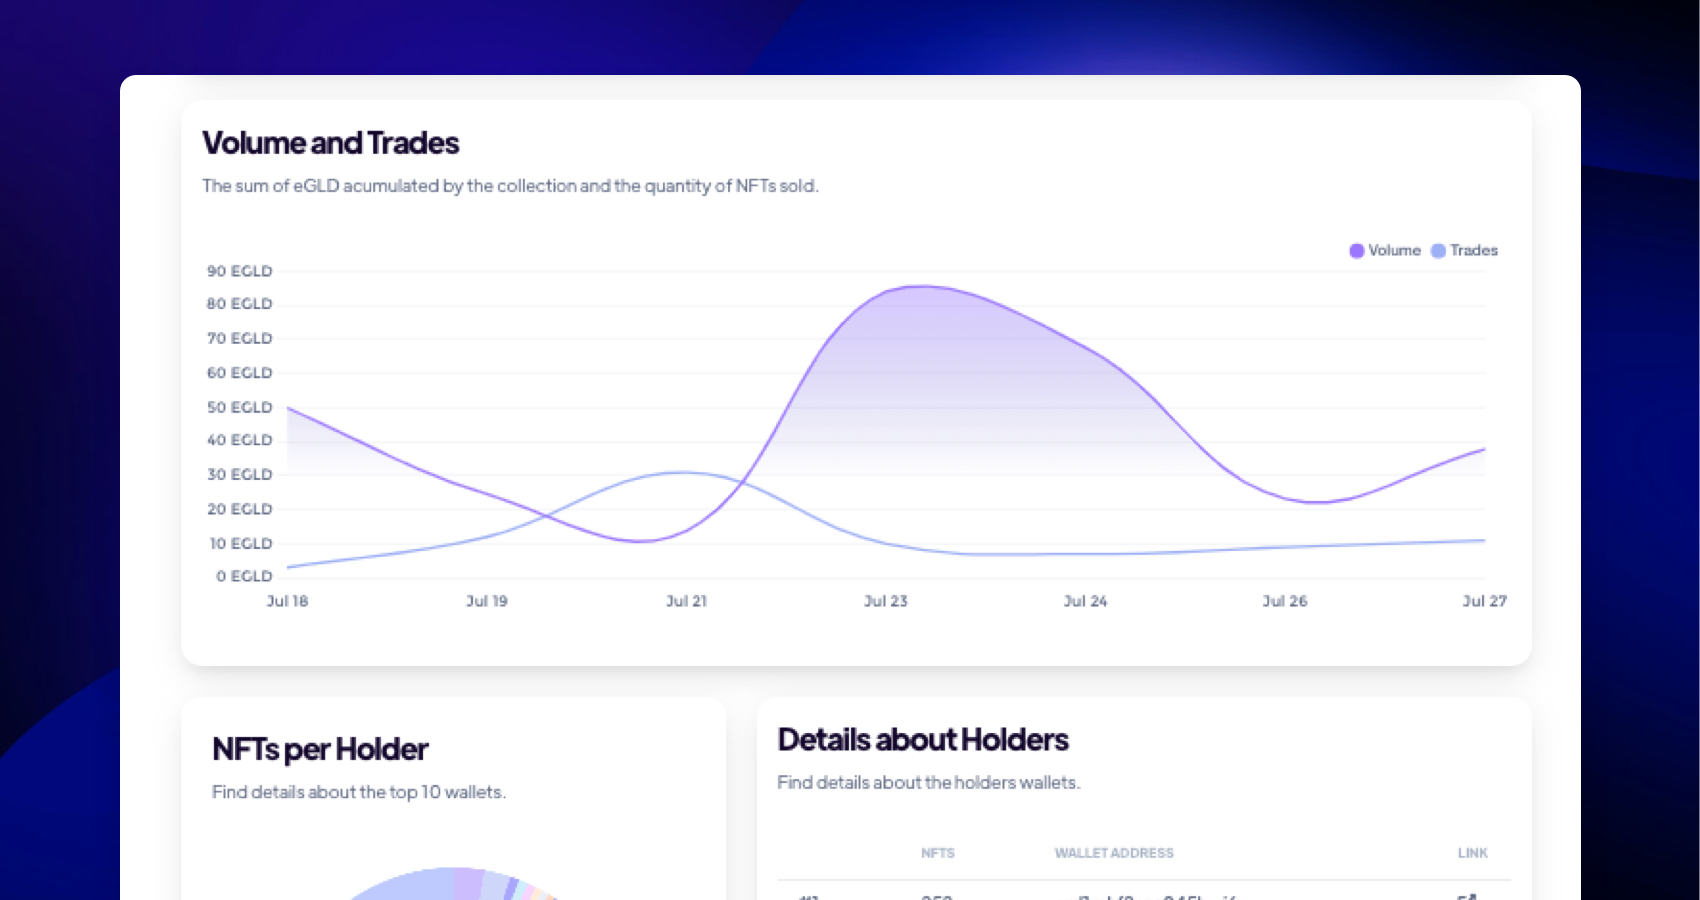 Volume and Trades
The sum of eGLD acumulated by the collection and the quantity of NFTs sold.
Volume Trades
90 EGLD
80 EGLD
70 EGLD
60 EGLD
50 EGLD
40 EGLD
30 EGLD
20 EGLD
10 EGLD
0 EGLD
Jul 18 Jul 19 Jul 21 Jul 23 Jul 24 Jul 26 Jul 27
NFTs per Holder
Find details about the top 10 wallets.
Details about Holders
Find details about the holders wallets.
NFTS WALLET ADDRESS LINK